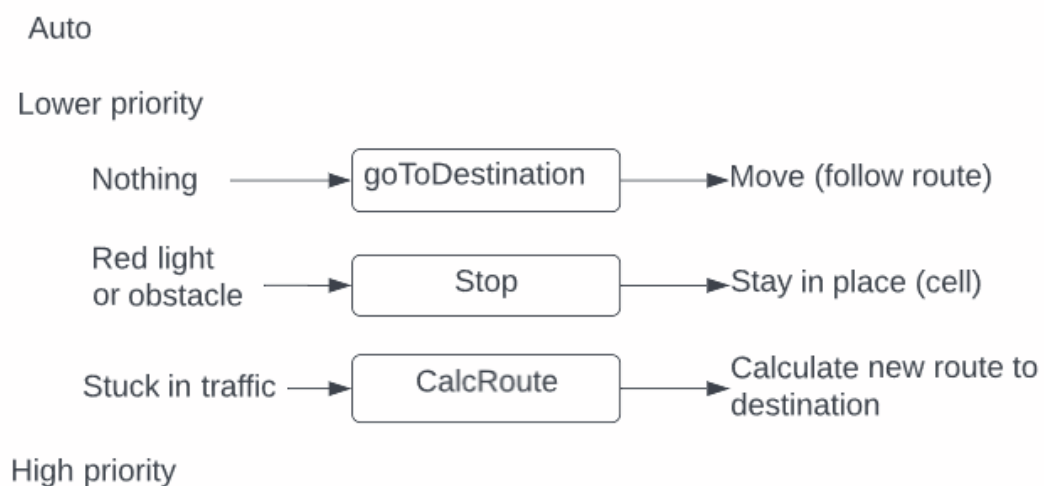 Auto
Lower priority
Nothing
goToDestination
Move (follow route)
Red light
or obstacle
Stop
Stay in place (cell)
Stuck in traffic
CalcRoute
Calculate new route to
destination
High priority